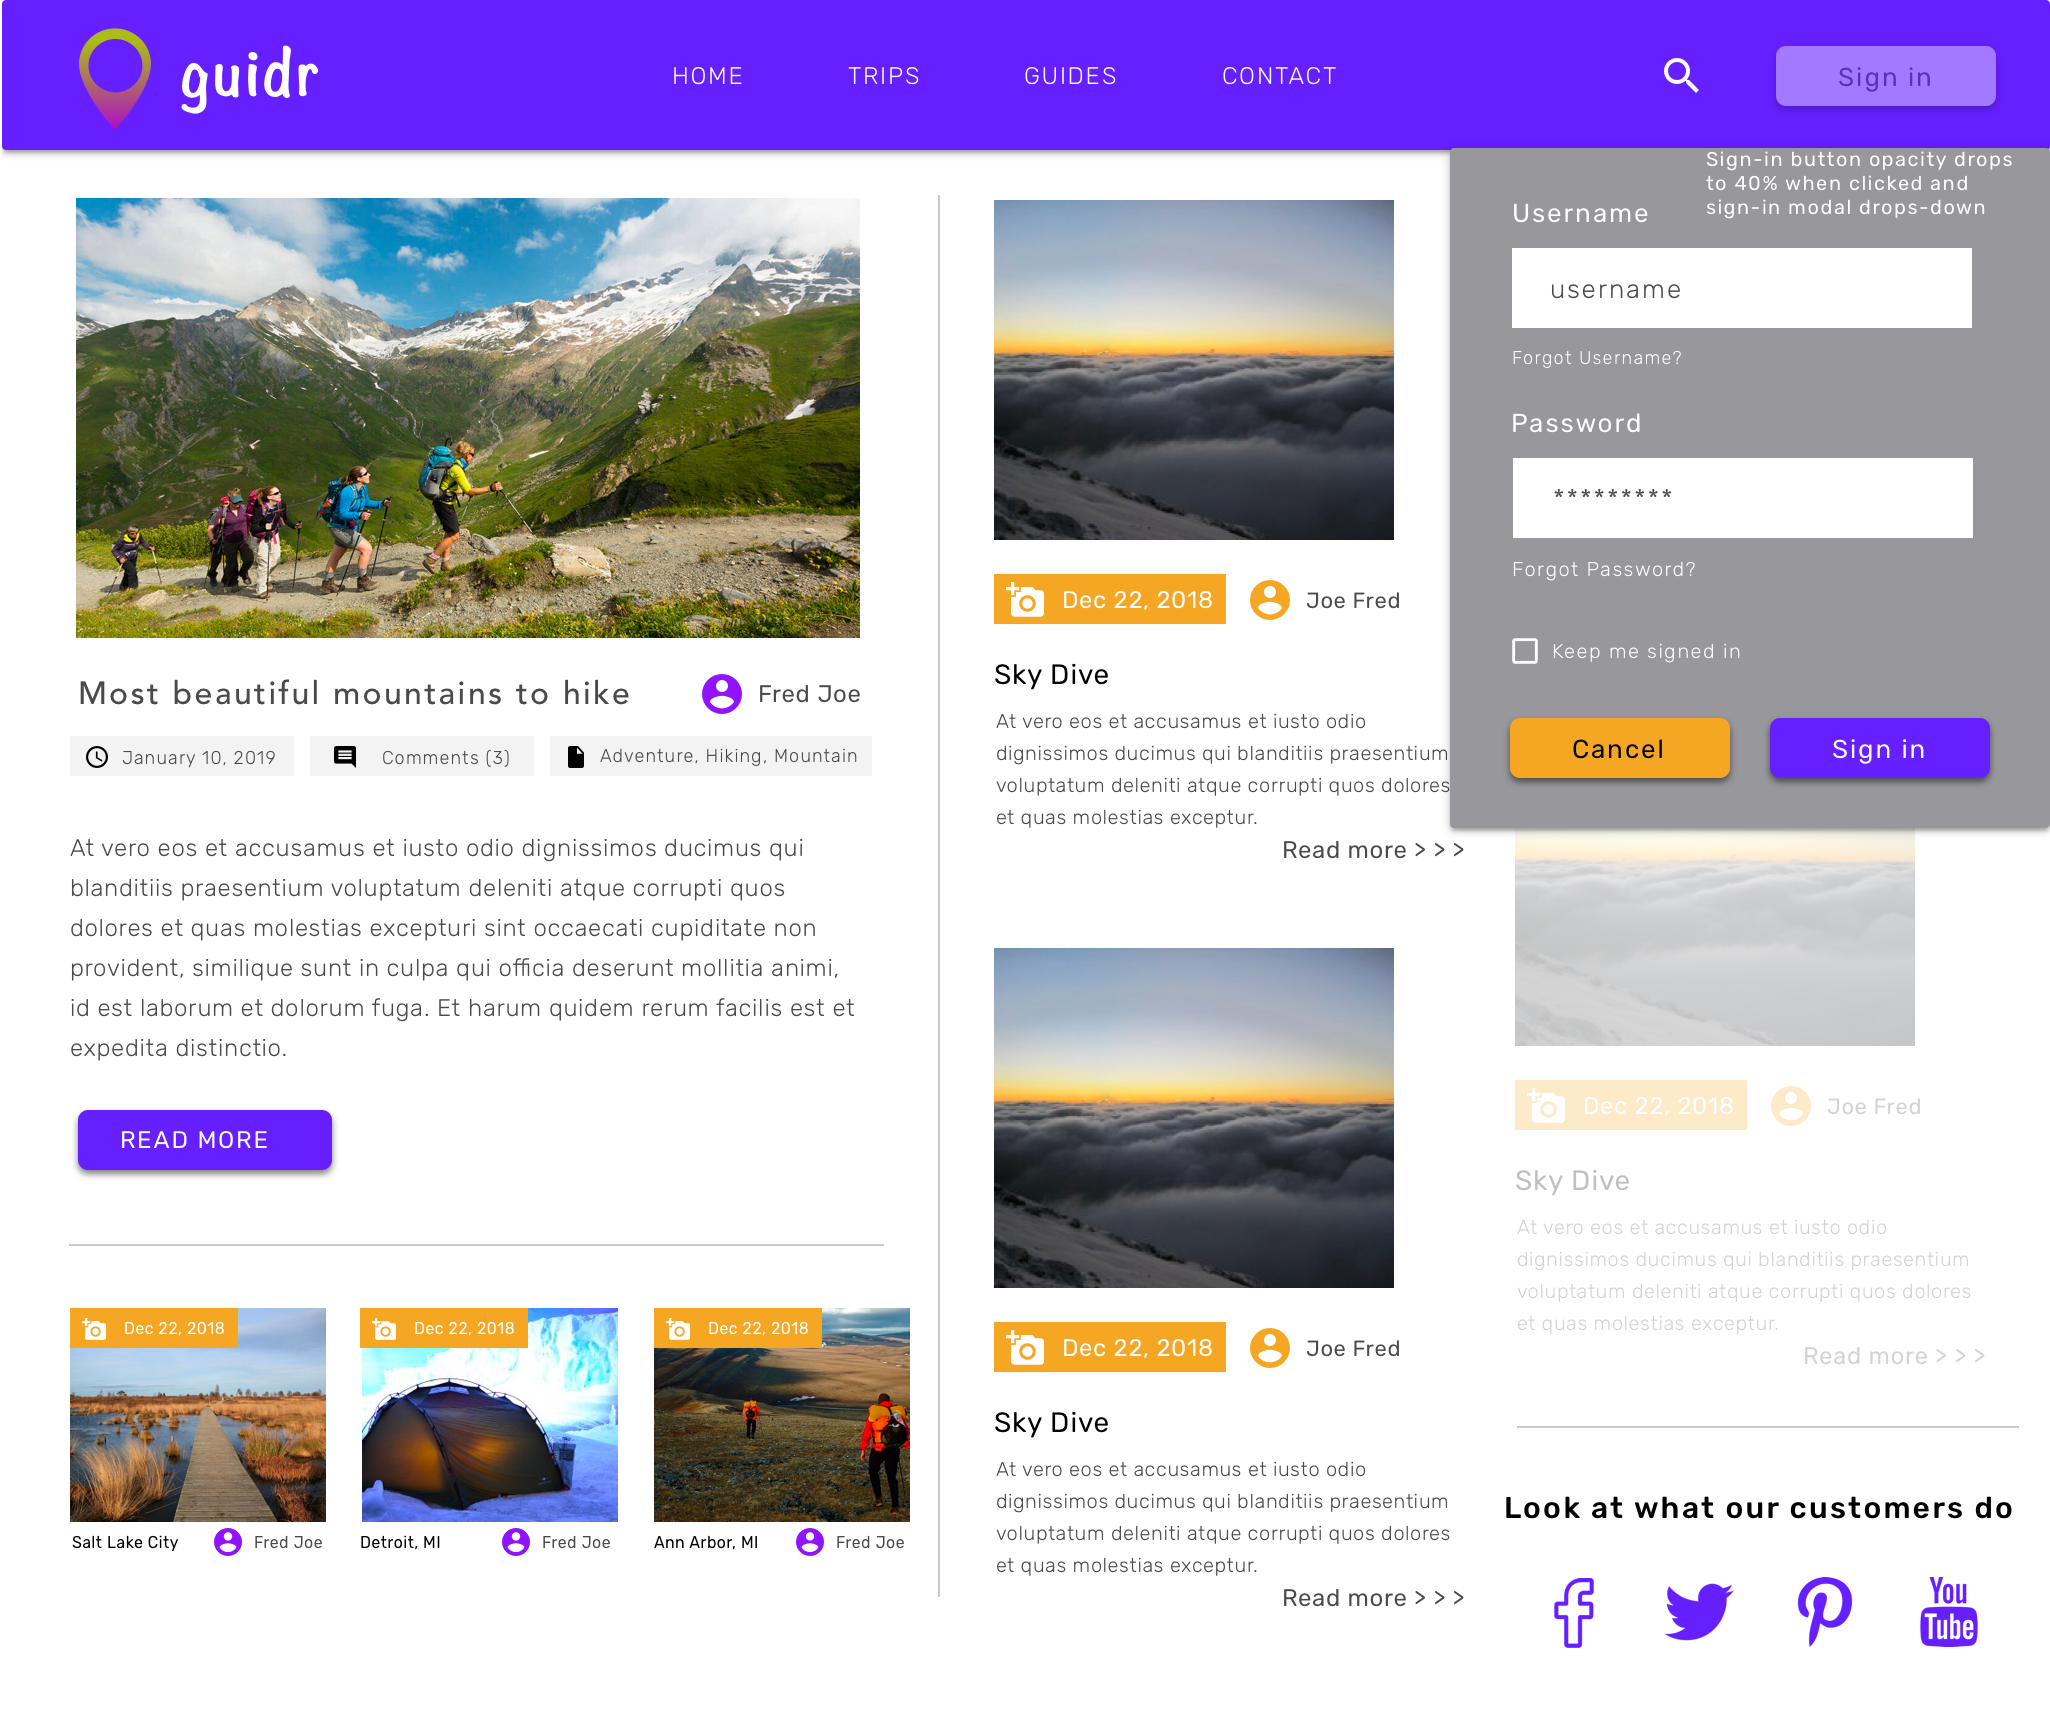 guidr
HOME
TRIPS
GUIDES
CONTACT
Sign in
Sign-in button opacity drops
to 40% when clicked and
sign-in modal drops-down
Username
username
Forgot Username?
Password
*********
Forgot Password?
Keep me signed in
Cancel
Sign in
Most beautiful mountains to hike
Fred Joe
January 10, 2019
Comments (3)
Adventure, Hiking, Mountain
At vero eos et accusamus et iusto odio dignissimos ducimus qui
blanditiis praesentium voluptatum deleniti atque corrupti quos
dolores et quas molestias excepturi sint occaecati cupiditate non
provident, similique sunt in culpa qui officia deserunt mollitia animi,
id est laborum et dolorum fuga. Et harum quidem rerum facilis est et
expedita distinctio.
READ MORE
Dec 22, 2018
Salt Lake City
Fred Joe
Dec 22, 2018
Detroit, MI
Fred Joe
Dec 22, 2018
Ann Arbor, MI
Fred Joe
Dec 22, 2018
Joe Fred
Sky Dive
At vero eos et accusamus et iusto odio
dignissimos ducimus qui blanditiis praesentium
voluptatum deleniti atque corrupti quos dolores
et quas molestias exceptur.
Read more > > >
Dec 22, 2018
Joe Fred
Sky Dive
At vero eos et accusamus et iusto odio
dignissimos ducimus qui blanditiis praesentium
voluptatum deleniti atque corrupti quos dolores
et quas molestias exceptur.
Read more > > >
Dec 22, 2018
Joe Fred
Sky Dive
At vero eos et accusamus et iusto odio
dignissimos ducimus qui blanditiis praesentium
voluptatum deleniti atque corrupti quos dolores
et quas molestias exceptur.
Read more > > >
Look at what our customers do
You
Tube